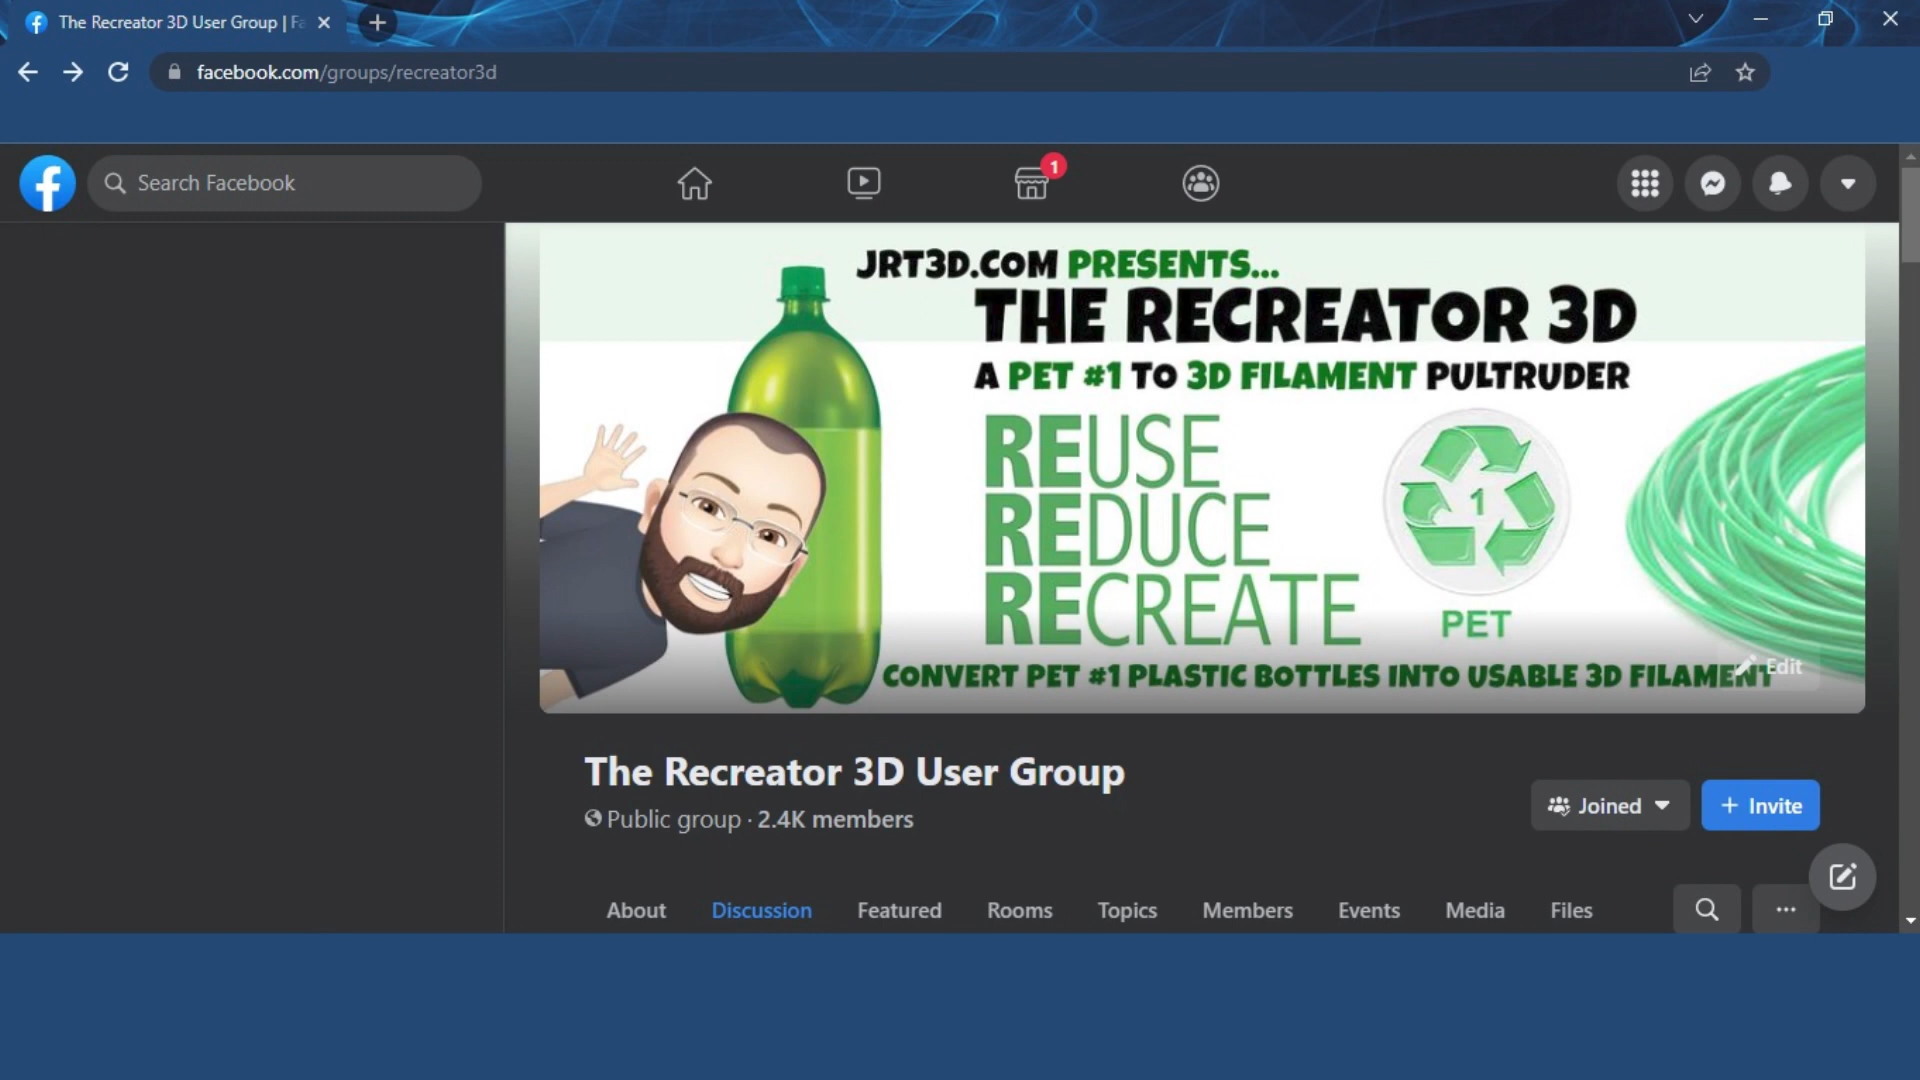 The Recreator 3D User Group | Fa
facebook.com/groups/recreator3d
Search Facebook
1
JRT3D.COM PRESENTS...
THE RECREATOR 3D
A PET #1 TO 3D FILAMENT PULTRUDER
REUSE
REDUCE
RECREATE
1
PET
CONVERT PET #1 PLASTIC BOTTLES INTO USABLE 3D FILAMENT
Edit
The Recreator 3D User Group
Public group · 2.4K members
Joined
+ Invite
About Discussion Featured Rooms Topics Members Events Media Files